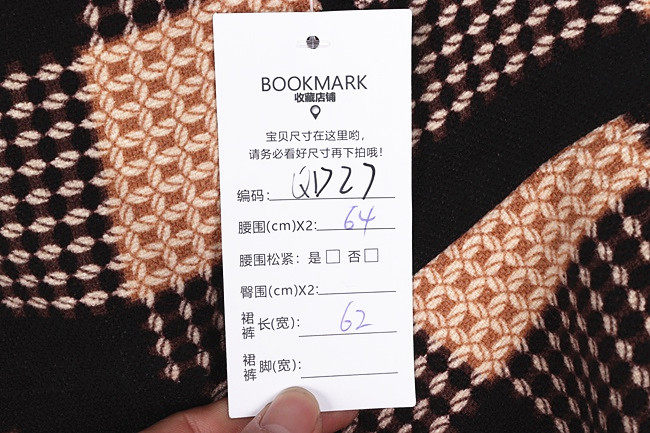 BOOKMARK
收藏店铺
宝贝尺寸在这里哟,
请务必看好尺寸再下拍哦!
编码: QD27
腰围(cm)X2: 64
腰围松紧: 是□ 否□
臀围(cm)X2:
裙裤长(宽): 62
裙裤脚(宽):